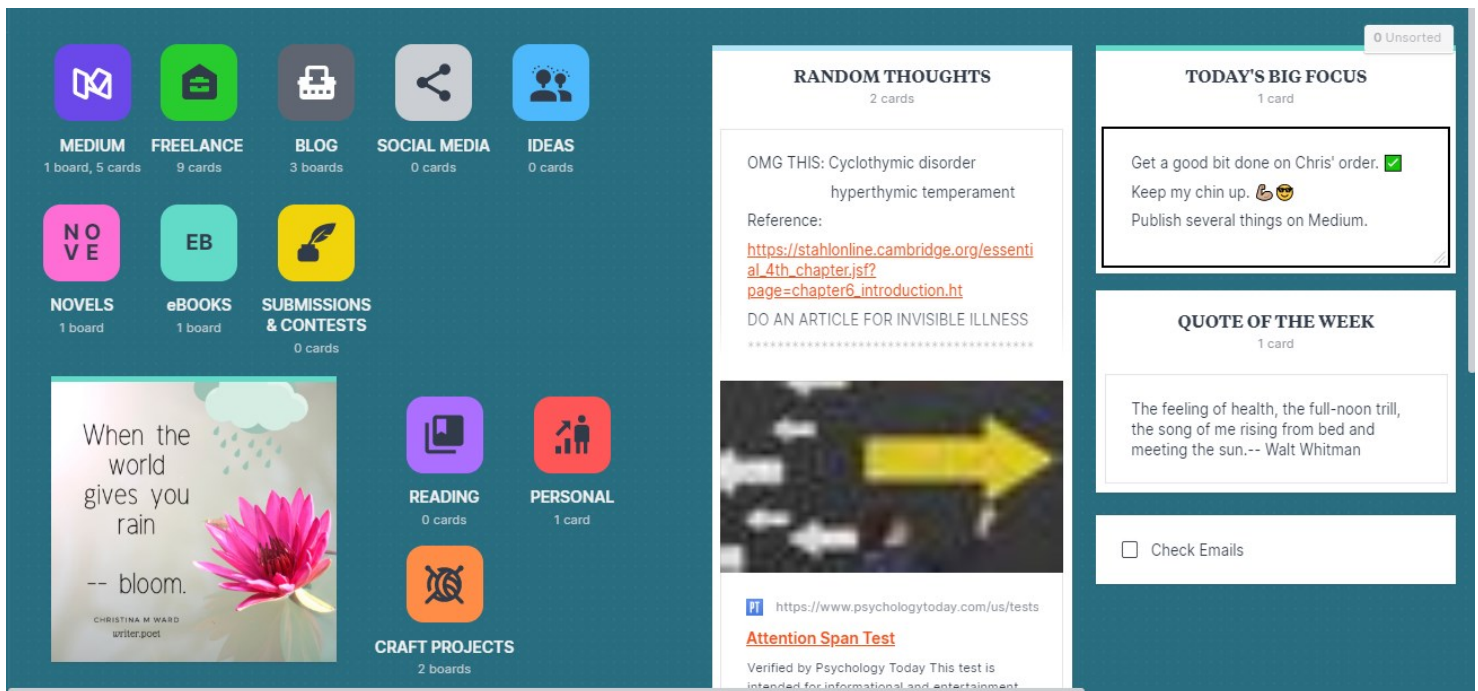 0 Unsorted
MEDIUM
1 board, 5 cards
FREELANCE
9 cards
BLOG
3 boards
SOCIAL MEDIA
0 cards
IDEAS
0 cards
N O
V E
NOVELS
1 board
EB
eBOOKS
1 board
SUBMISSIONS
& CONTESTS
0 cards
When the
world
gives you
rain
-- bloom.
CHRISTINA M WARD
writer.poet
READING
0 cards
PERSONAL
1 card
CRAFT PROJECTS
2 boards
RANDOM THOUGHTS
2 cards
OMG THIS: Cyclothymic disorder
hyperthymic temperament
Reference:
https://stahlonline.cambridge.org/essenti
al_4th_chapter.jsf?
page=chapter6_introduction.ht
DO AN ARTICLE FOR INVISIBLE ILLNESS
PT https://www.psychologytoday.com/us/tests
Attention Span Test
Verified by Psychology Today This test is
intended for informational and entertainment
TODAY'S BIG FOCUS
1 card
Get a good bit done on Chris' order. ✅
Keep my chin up. 💪🏼😎
Publish several things on Medium.
QUOTE OF THE WEEK
1 card
The feeling of health, the full-noon trill,
the song of me rising from bed and
meeting the sun.-- Walt Whitman
Check Emails